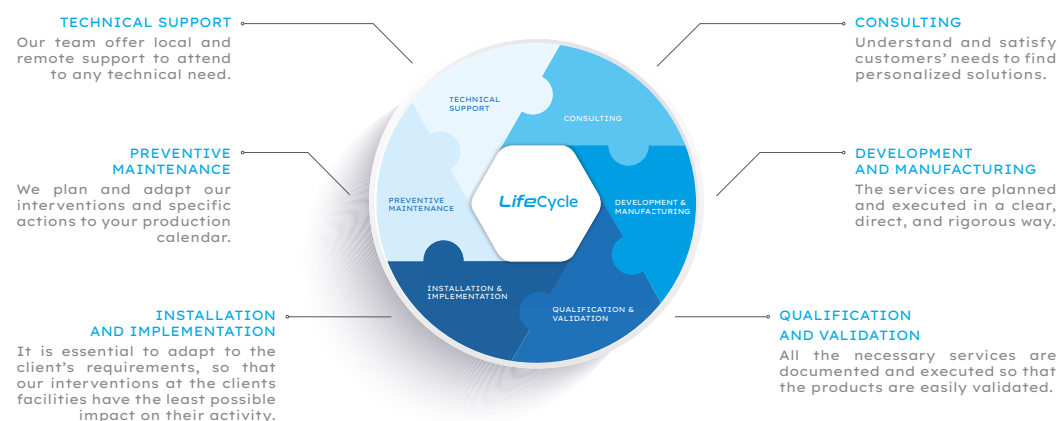 TECHNICAL SUPPORT
Our team offer local and
remote support to attend
to any technical need.
PREVENTIVE
MAINTENANCE
We plan and adapt our
interventions and specific
actions to your production
calendar.
INSTALLATION
AND IMPLEMENTATION
It is essential to adapt to the
client’s requirements, so that
our interventions at the clients
facilities have the least possible
impact on their activity.
TECHNICAL
SUPPORT
CONSULTING
PREVENTIVE
MAINTENANCE
LifeCycle
DEVELOPMENT &
MANUFACTURING
INSTALLATION &
IMPLEMENTATION
QUALIFICATION &
VALIDATION
CONSULTING
Understand and satisfy
customers’ needs to find
personalized solutions.
DEVELOPMENT
AND MANUFACTURING
The services are planned
and executed in a clear,
direct, and rigorous way.
QUALIFICATION
AND VALIDATION
All the necessary services are
documented and executed so that
the products are easily validated.